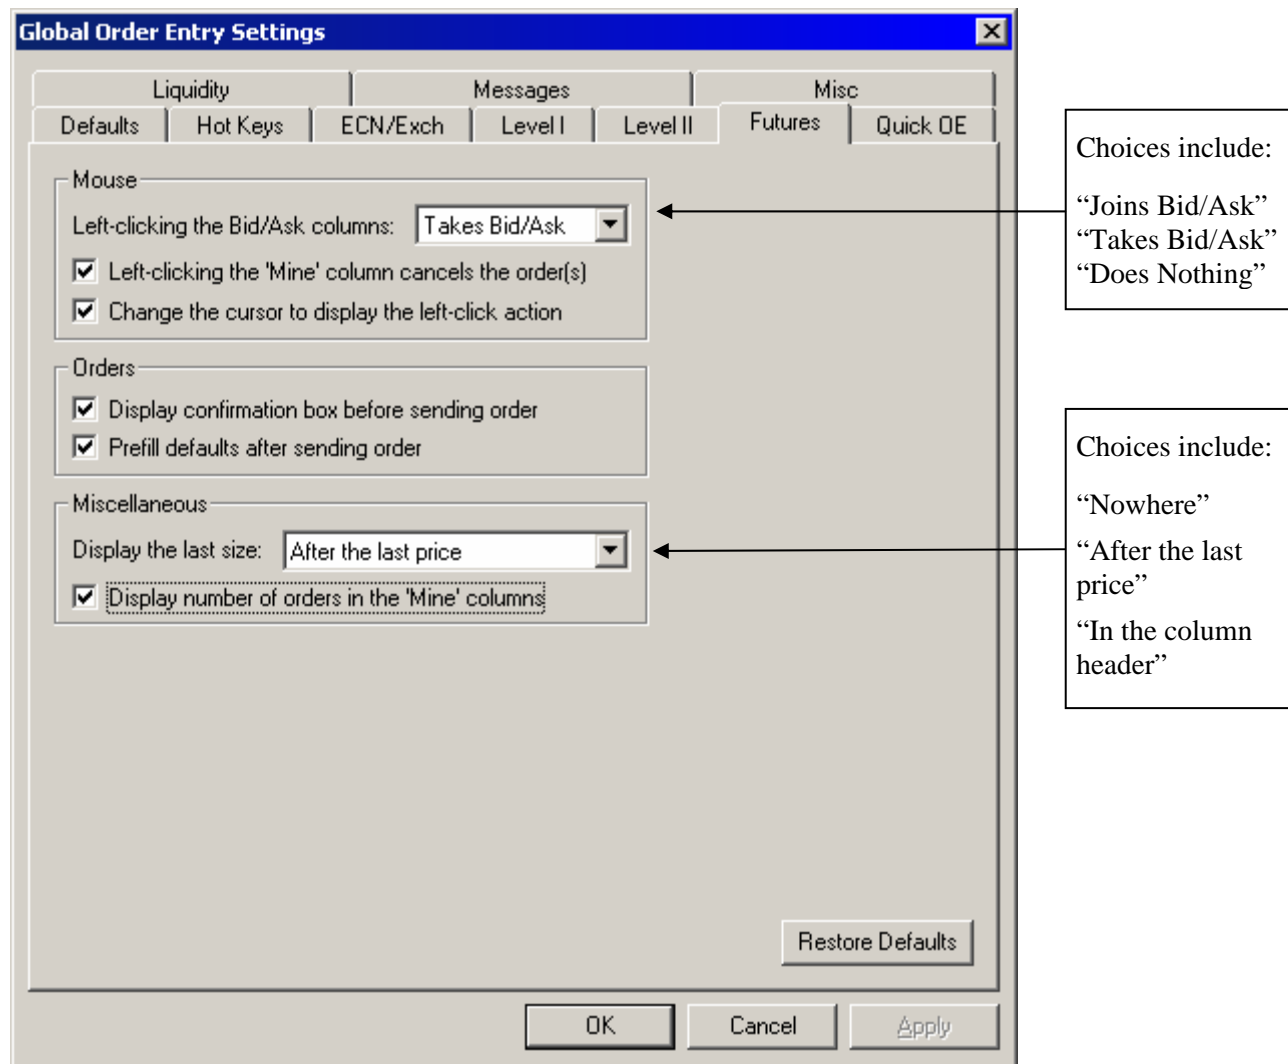 Global Order Entry Settings
Liquidity
Messages
Misc
Defaults
Hot Keys
ECN/Exch
Level I
Level II
Futures
Quick OE
Mouse
Left-clicking the Bid/Ask columns:
Takes Bid/Ask
Left-clicking the 'Mine' column cancels the order(s)
Change the cursor to display the left-click action
Orders
Display confirmation box before sending order
Prefill defaults after sending order
Miscellaneous
Display the last size:
After the last price
Display number of orders in the 'Mine' columns
Restore Defaults
OK
Cancel
Apply
Choices include:
“Joins Bid/Ask”
“Takes Bid/Ask”
“Does Nothing”
Choices include:
“Nowhere”
“After the last
price”
“In the column
header”